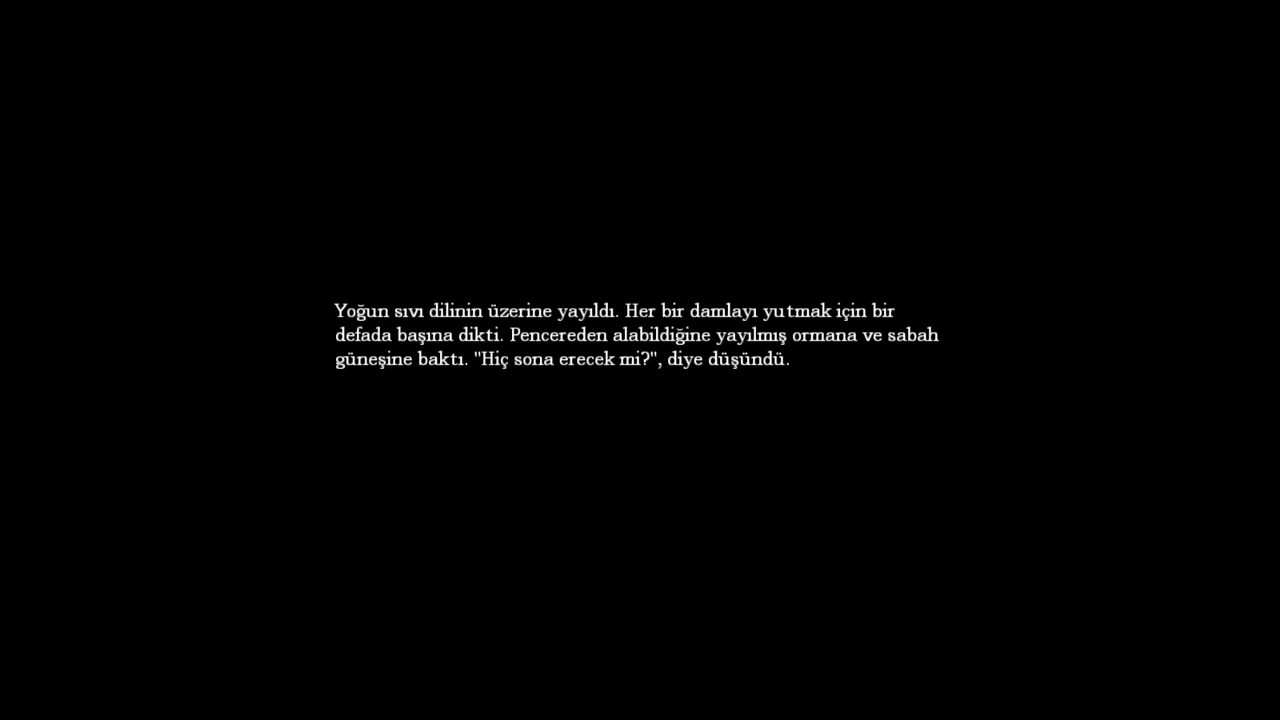 Yoğun sıvı dilinin üzerine yayıldı. Her bir damlayı yutmak için bir
defada başına dikti. Pencereden alabildiğine yayılmış ormana ve sabah
güneşine baktı. "Hiç sona erecek mi?", diye düşündü.